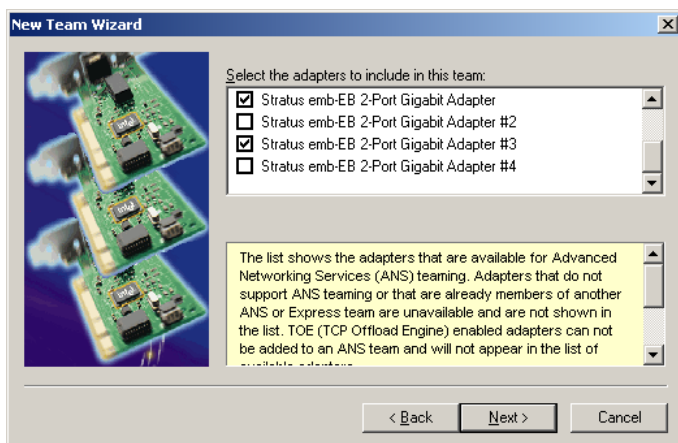 New Team Wizard
Select the adapters to include in this team:
Stratus emb-EB 2-Port Gigabit Adapter
Stratus emb-EB 2-Port Gigabit Adapter #2
Stratus emb-EB 2-Port Gigabit Adapter #3
Stratus emb-EB 2-Port Gigabit Adapter #4
The list shows the adapters that are available for Advanced
Networking Services (ANS) teaming. Adapters that do not
support ANS teaming or that are already members of another
ANS or Express team are unavailable and are not shown in
the list. TOE (TCP Offload Engine) enabled adapters can not
be added to an ANS team and will not appear in the list of
available adapters.
< Back
Next >
Cancel